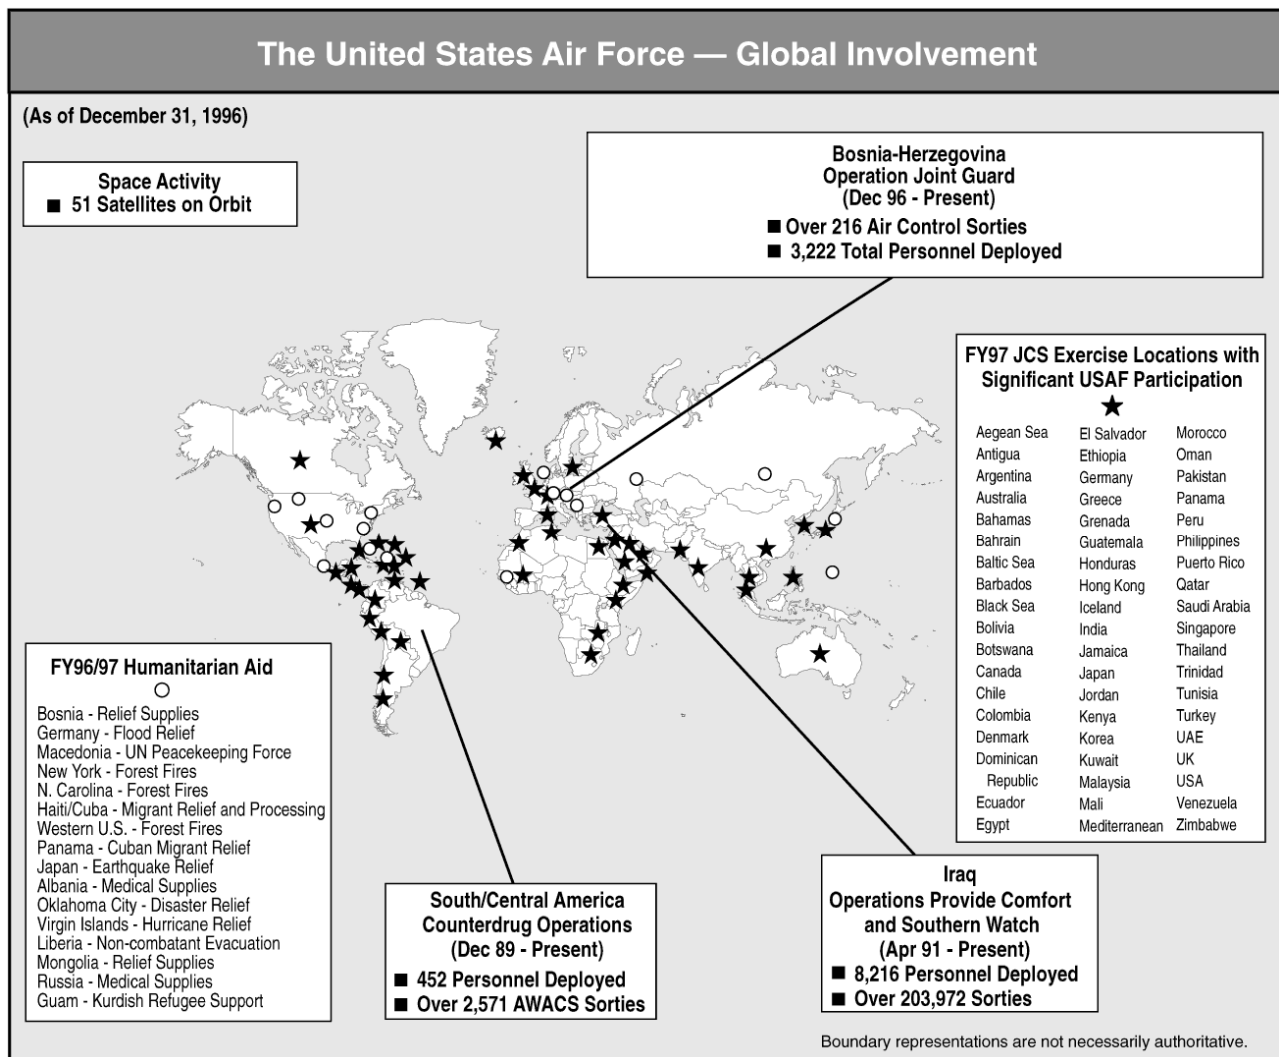 The United States Air Force — Global Involvement
(As of December 31, 1996)
Space Activity
■ 51 Satellites on Orbit
Bosnia-Herzegovina
Operation Joint Guard
(Dec 96 - Present)
■ Over 216 Air Control Sorties
■ 3,222 Total Personnel Deployed
FY97 JCS Exercise Locations with
Significant USAF Participation
Aegean Sea
Antigua
Argentina
Australia
Bahamas
Bahrain
Baltic Sea
Barbados
Black Sea
Bolivia
Botswana
Canada
Chile
Colombia
Denmark
Dominican
Republic
Ecuador
Egypt
El Salvador
Ethiopia
Germany
Greece
Grenada
Guatemala
Honduras
Hong Kong
Iceland
India
Jamaica
Japan
Jordan
Kenya
Korea
Kuwait
Malaysia
Mali
Mediterranean
Morocco
Oman
Pakistan
Panama
Peru
Philippines
Puerto Rico
Qatar
Saudi Arabia
Singapore
Thailand
Trinidad
Tunisia
Turkey
UAE
UK
USA
Venezuela
Zimbabwe
FY96/97 Humanitarian Aid
Bosnia - Relief Supplies
Germany - Flood Relief
Macedonia - UN Peacekeeping Force
New York - Forest Fires
N. Carolina - Forest Fires
Haiti/Cuba - Migrant Relief and Processing
Western U.S. - Forest Fires
Panama - Cuban Migrant Relief
Japan - Earthquake Relief
Albania - Medical Supplies
Oklahoma City - Disaster Relief
Virgin Islands - Hurricane Relief
Liberia - Non-combatant Evacuation
Mongolia - Relief Supplies
Russia - Medical Supplies
Guam - Kurdish Refugee Support
South/Central America
Counterdrug Operations
(Dec 89 - Present)
■ 452 Personnel Deployed
■ Over 2,571 AWACS Sorties
Iraq
Operations Provide Comfort
and Southern Watch
(Apr 91 - Present)
■ 8,216 Personnel Deployed
■ Over 203,972 Sorties
Boundary representations are not necessarily authoritative.